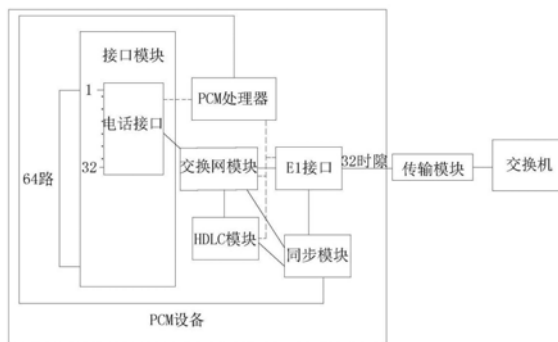 接口模块
1
电话接口
32
64路
PCM处理器
交换网模块
E1接口
32时隙
传输模块
交换机
HDLC模块
同步模块
PCM设备